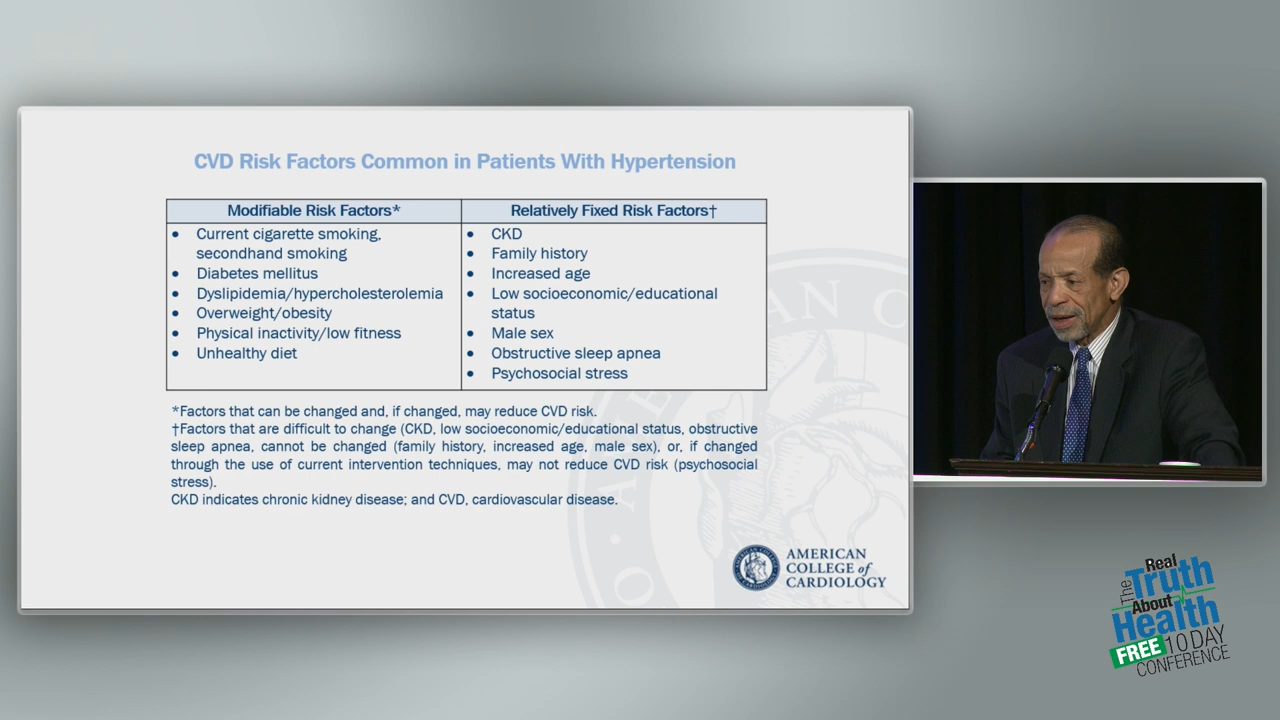 CVD Risk Factors Common in Patients With Hypertension
Modifiable Risk Factors*
Current cigarette smoking,
secondhand smoking
Diabetes mellitus
Dyslipidemia/hypercholesterolemia
Overweight/obesity
Physical inactivity/low fitness
Unhealthy diet
Relatively Fixed Risk Factors†
CKD
Family history
Increased age
Low socioeconomic/educational
status
Male sex
Obstructive sleep apnea
Psychosocial stress
*Factors that can be changed and, if changed, may reduce CVD risk.
†Factors that are difficult to change (CKD, low socioeconomic/educational status, obstructive
sleep apnea, cannot be changed (family history, increased age, male sex), or, if changed
through the use of current intervention techniques, may not reduce CVD risk (psychosocial
stress).
CKD indicates chronic kidney disease; and CVD, cardiovascular disease.
AMERICAN
COLLEGE of
CARDIOLOGY
The Real
Truth
About
Health
FREE 10 DAY
CONFERENCE